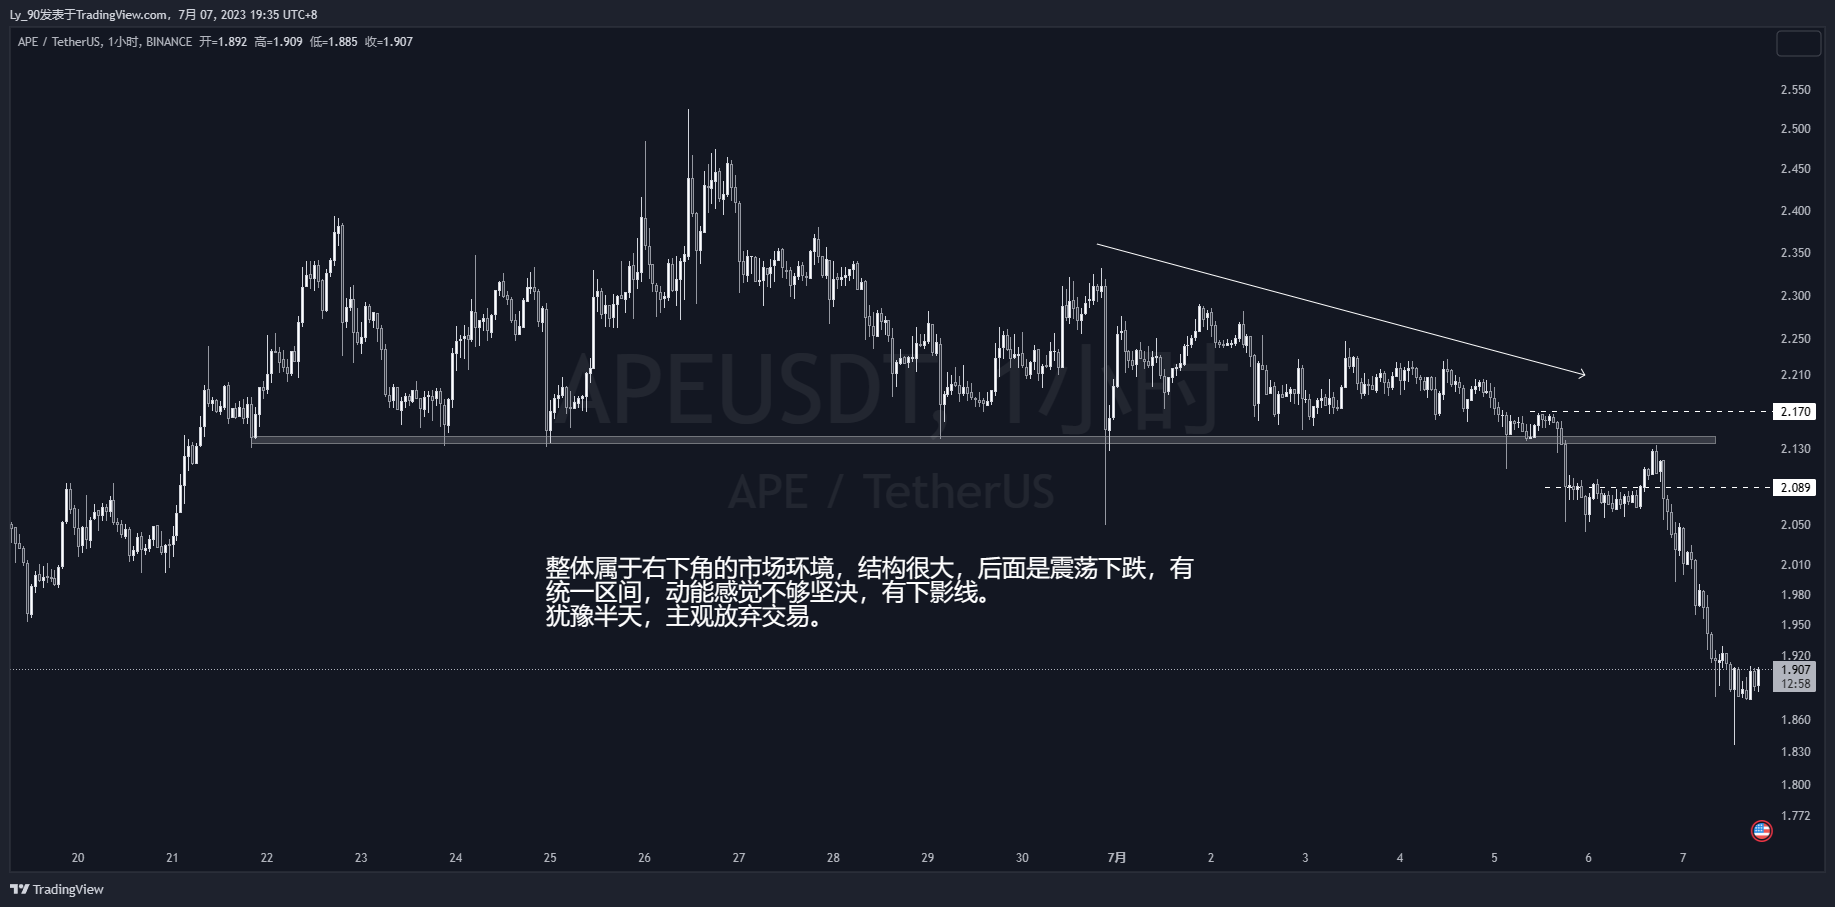 Ly_90发表于TradingView.com，7月 07, 2023 19:35 UTC+8
APE / TetherUS, 1小时, BINANCE 开=1.892 高=1.909 低=1.885 收=1.907
2.550
2.500
2.450
2.400
2.350
2.300
2.250
2.210
2.170
2.130
2.089
2.050
2.010
1.980
1.950
1.920
1.907
12:58
1.860
1.830
1.800
1.772
APEUSDT, 1小时
APE / TetherUS
整体属于右下角的市场环境，结构很大，后面是震荡下跌，有
统一区间，动能感觉不够坚决，有下影线。
犹豫半天，主观放弃交易。
20 21 22 23 24 25 26 27 28 29 30 7月 2 3 4 5 6 7
TradingView